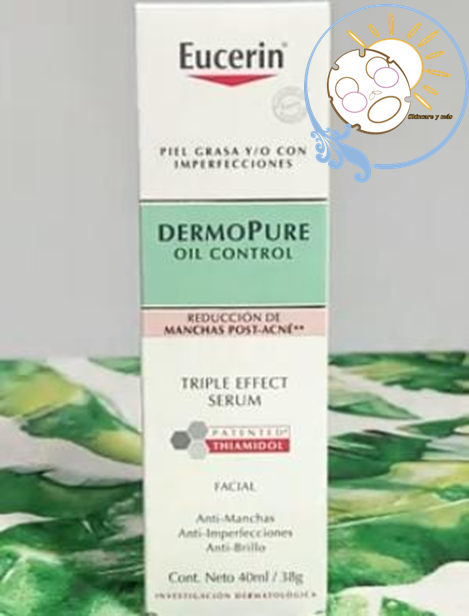 Eucerin®
Skincare y más
PIEL GRASA Y/O CON
IMPERFECCIONES
DERMOPURE
OIL CONTROL
REDUCCIÓN DE
MANCHAS POST-ACNÉ**
TRIPLE EFFECT
SERUM
PATENTED*
THIAMIDOL
FACIAL
Anti-Manchas
Anti-Imperfecciones
Anti-Brillo
Cont. Neto 40ml / 38g
INVESTIGACIÓN DERMATOLÓGICA